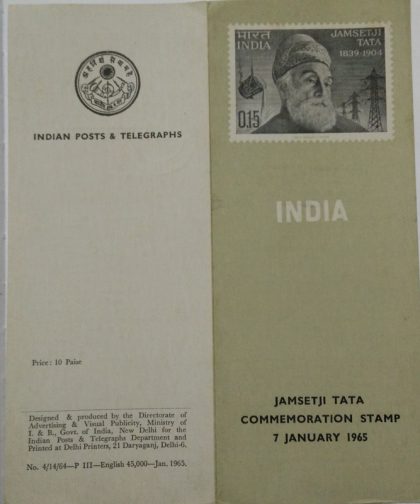 INDIAN POSTS & TELEGRAPHS
Price: 10 Paise
Designed & produced by the Directorate of
Advertising & Visual Publicity, Ministry of
I. & B., Govt. of India, New Delhi for the
Indian Posts & Telegraphs Department and
Printed at Delhi Printers, 21 Daryaganj, Delhi-6.
No. 4/14/64—P III—English 45,000—Jan. 1965.
भारत
INDIA
JAMSETJI
TATA
1839-1904
0.15
INDIA
JAMSETJI TATA
COMMEMORATION STAMP
7 JANUARY 1965